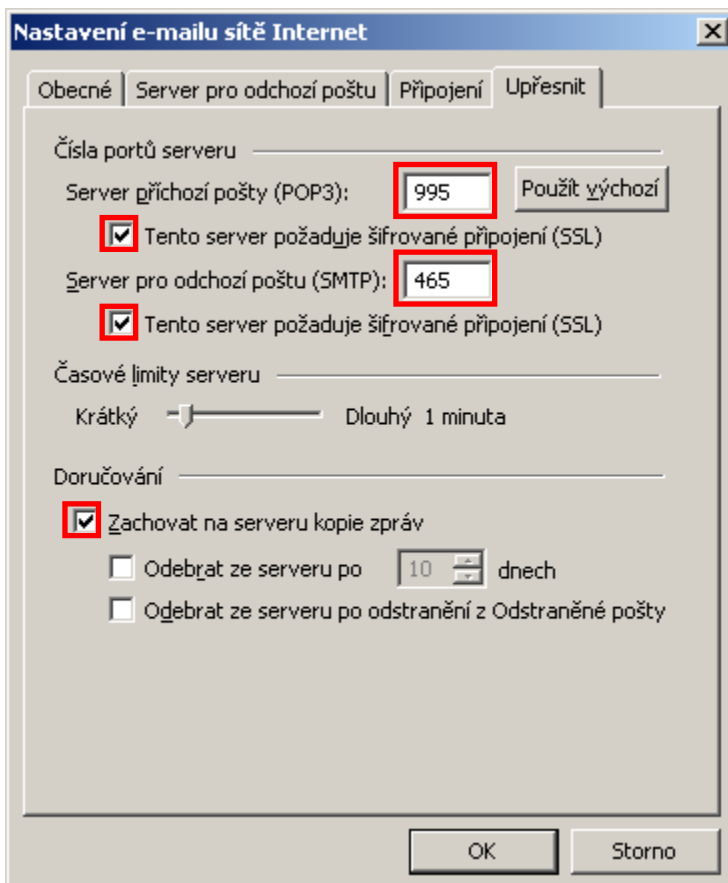 Nastavení e-mailu sítě Internet
Obecné Server pro odchozí poštu Připojení Upřesnit
Čísla portů serveru
Server příchozí pošty (POP3): 995 Použít výchozí
Tento server požaduje šifrované připojení (SSL)
Server pro odchozí poštu (SMTP): 465
Tento server požaduje šifrované připojení (SSL)
Časové limity serveru
Krátký Dlouhý 1 minuta
Doručování
Zachovat na serveru kopie zpráv
Odebrat ze serveru po 10 dnech
Odebrat ze serveru po odstranění z Odstraněné pošty
OK Storno